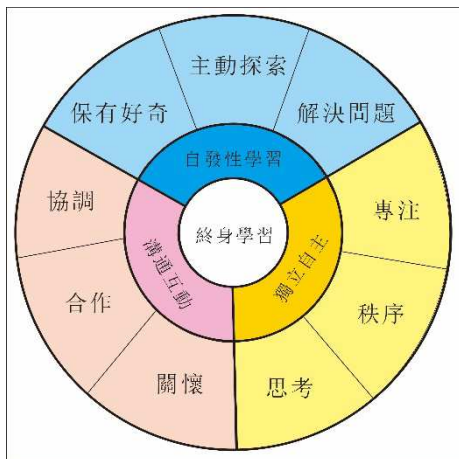 主動探索
保有好奇
解決問題
自發性學習
協調
專注
終身學習
溝通互動
獨立自主
合作
秩序
關懷
思考